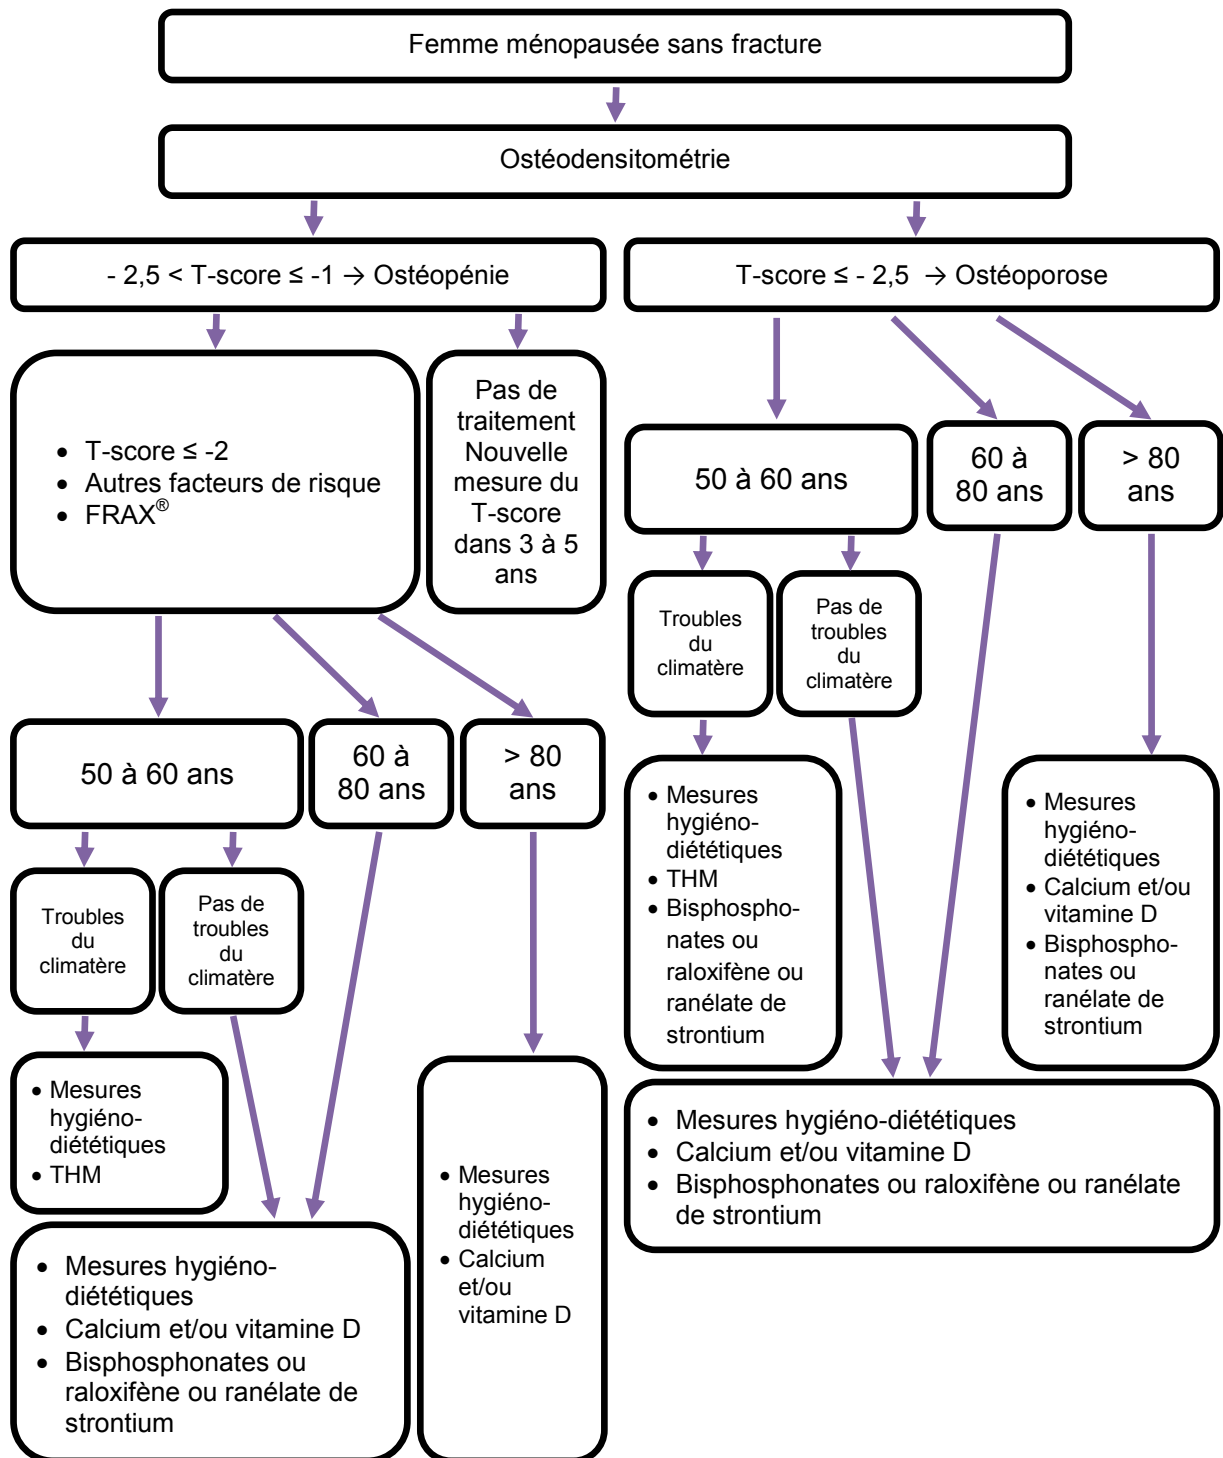 Femme ménopausée sans fracture
Ostéodensitométrie
- 2,5 < T-score ≤ -1 → Ostéopénie
T-score ≤ - 2,5 → Ostéoporose
• T-score ≤ -2
• Autres facteurs de risque
• FRAX®
Pas de
traitement
Nouvelle
mesure du
T-score
dans 3 à 5
ans
50 à 60 ans
60 à
80 ans
> 80
ans
Troubles
du
climatère
Pas de
troubles
du
climatère
50 à 60 ans
60 à
80 ans
> 80
ans
Troubles
du
climatère
Pas de
troubles
du
climatère
• Mesures
hygiéno-
diététiques
• THM
• Bisphospho-
nates ou
raloxifène ou
ranélate de
strontium
• Mesures
hygiéno-
diététiques
• Calcium et/ou
vitamine D
• Bisphospho-
nates ou
ranélate de
strontium
• Mesures
hygiéno-
diététiques
• THM
• Mesures
hygiéno-
diététiques
• Calcium
et/ou
vitamine D
• Mesures hygiéno-diététiques
• Calcium et/ou vitamine D
• Bisphosphonates ou raloxifène ou ranélate
de strontium
• Mesures hygiéno-
diététiques
• Calcium et/ou vitamine D
• Bisphosphonates ou
raloxifène ou ranélate de
strontium